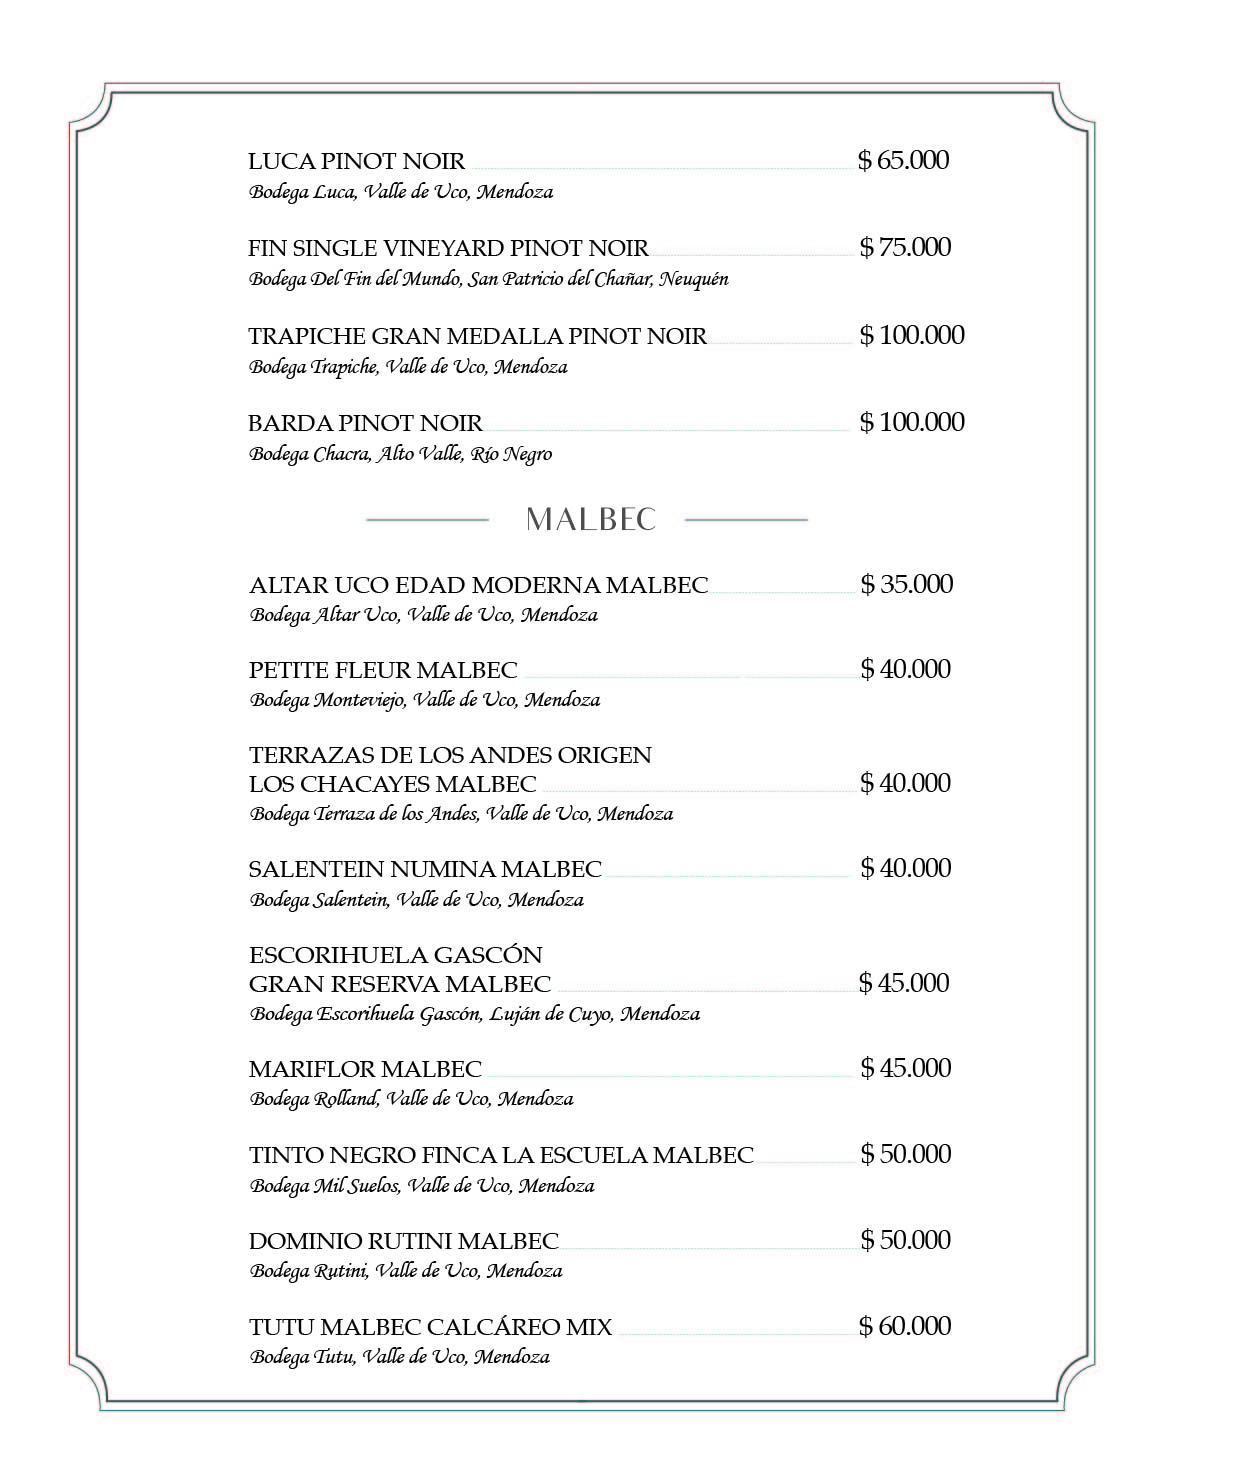 LUCA PINOT NOIR $ 65.000
Bodega Luca, Valle de Uco, Mendoza
FIN SINGLE VINEYARD PINOT NOIR $ 75.000
Bodega Del Fin del Mundo, San Patricio del Chañar, Neuquén
TRAPICHE GRAN MEDALLA PINOT NOIR $ 100.000
Bodega Trapiche, Valle de Uco, Mendoza
BARDA PINOT NOIR $ 100.000
Bodega Chacra, Alto Valle, Río Negro
MALBEC
ALTAR UCO EDAD MODERNA MALBEC $ 35.000
Bodega Altar Uco, Valle de Uco, Mendoza
PETITE FLEUR MALBEC $ 40.000
Bodega Monteviejo, Valle de Uco, Mendoza
TERRAZAS DE LOS ANDES ORIGEN
LOS CHACAYES MALBEC $ 40.000
Bodega Terraza de los Andes, Valle de Uco, Mendoza
SALENTEIN NUMINA MALBEC $ 40.000
Bodega Salentein, Valle de Uco, Mendoza
ESCORIHUELA GASCÓN
GRAN RESERVA MALBEC $ 45.000
Bodega Escorihuela Gascón, Luján de Cuyo, Mendoza
MARIFLOR MALBEC $ 45.000
Bodega Rolland, Valle de Uco, Mendoza
TINTO NEGRO FINCA LA ESCUELA MALBEC $ 50.000
Bodega Mil Suelos, Valle de Uco, Mendoza
DOMINIO RUTINI MALBEC $ 50.000
Bodega Rutini, Valle de Uco, Mendoza
TUTU MALBEC CALCÁREO MIX $ 60.000
Bodega Tutu, Valle de Uco, Mendoza